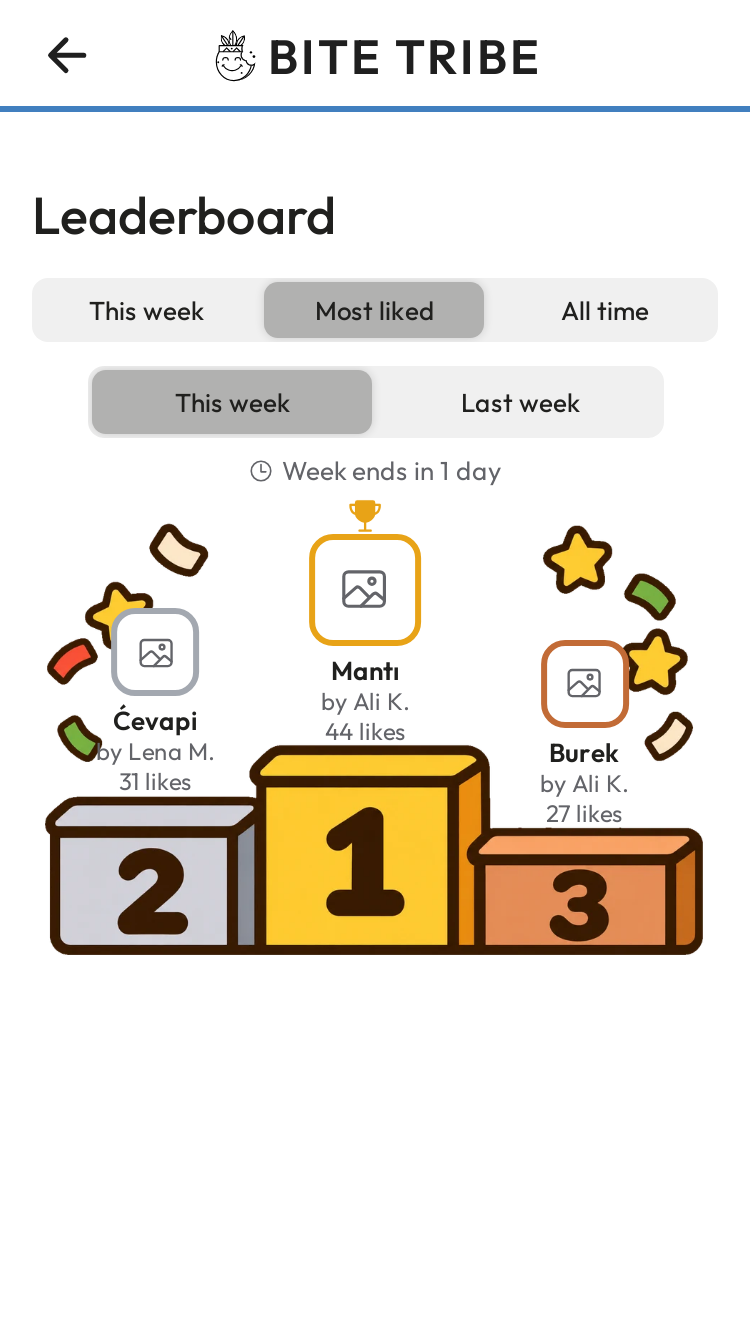 BITE TRIBE
Leaderboard
This week
Most liked
All time
This week
Last week
Week ends in 1 day
Mantı
by Ali K.
44 likes
Ćevapi
by Lena M.
31 likes
Burek
by Ali K.
27 likes
2
1
3